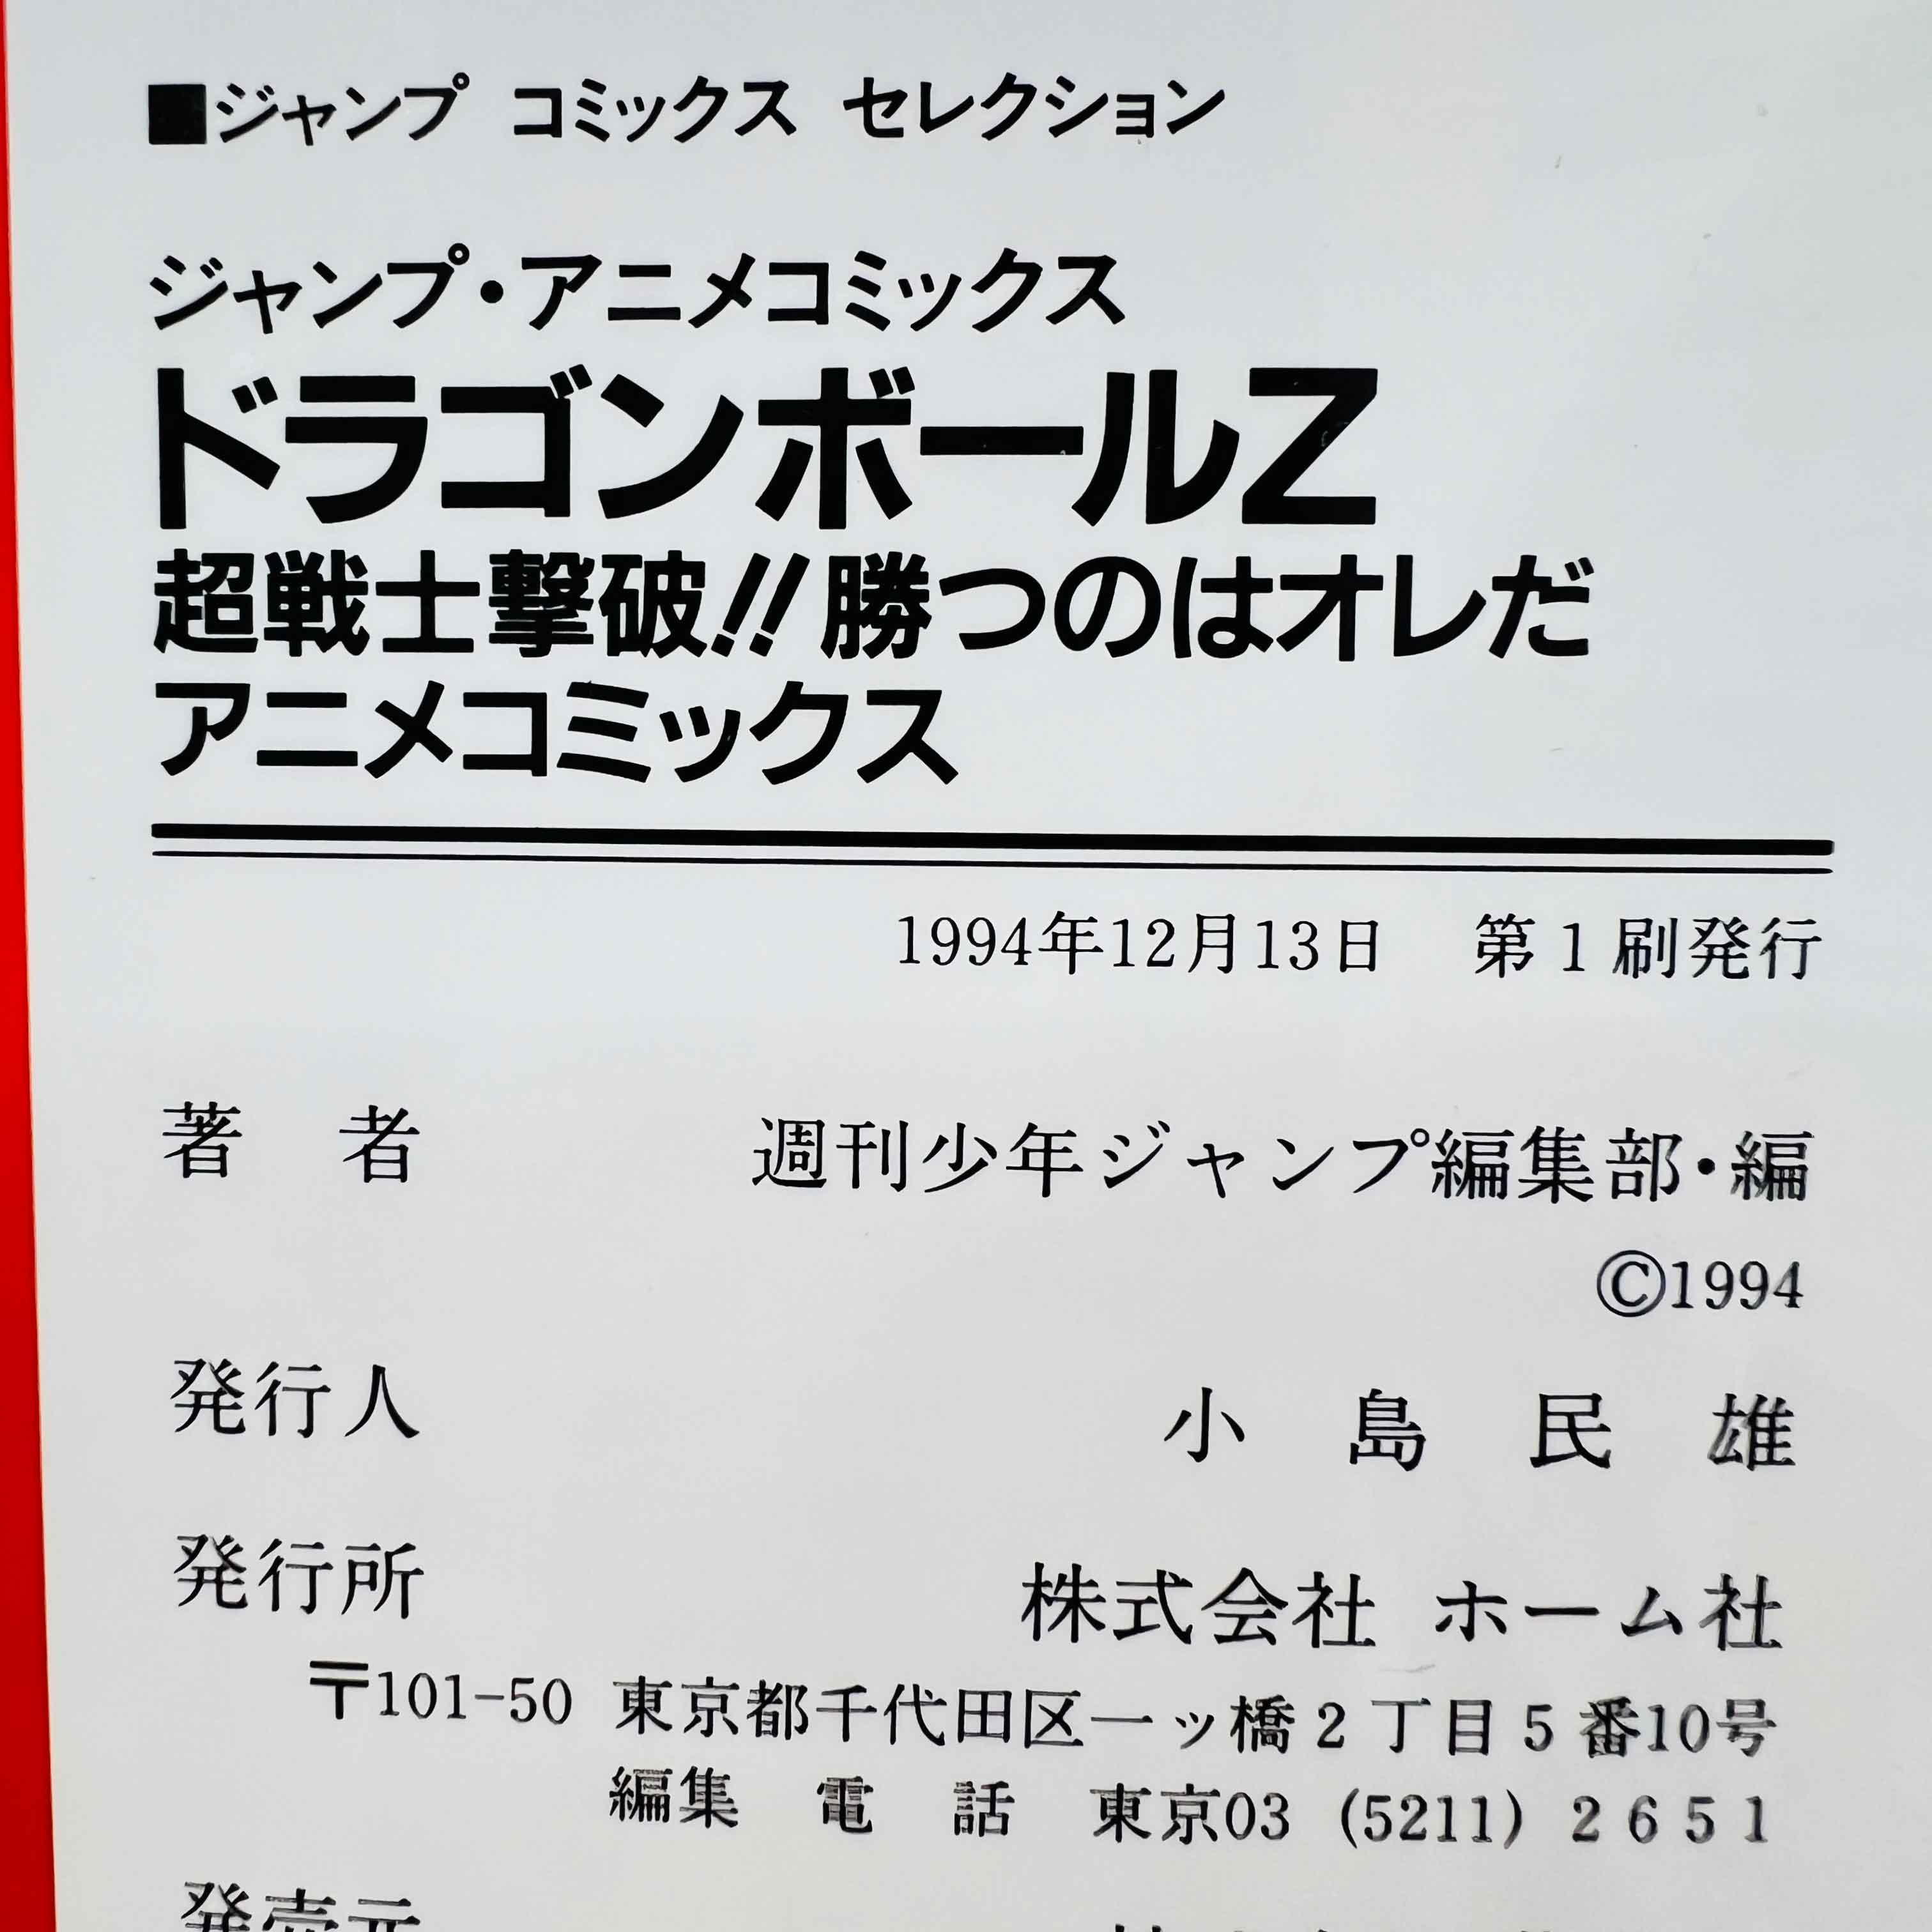 ■ジャンプ コミックス セレクション
ジャンプ・アニメコミックス
ドラゴンボールZ
超戦士撃破!!勝つのはオレだ
アニメコミックス
1994年12月13日 第1刷発行
著 者 週刊少年ジャンプ編集部・編
©1994
発行人 小島民雄
発行所 株式会社 ホーム社
〒101-50 東京都千代田区一ッ橋2丁目5番10号
編集 電 話 東京03 (5211) 2651
発売元